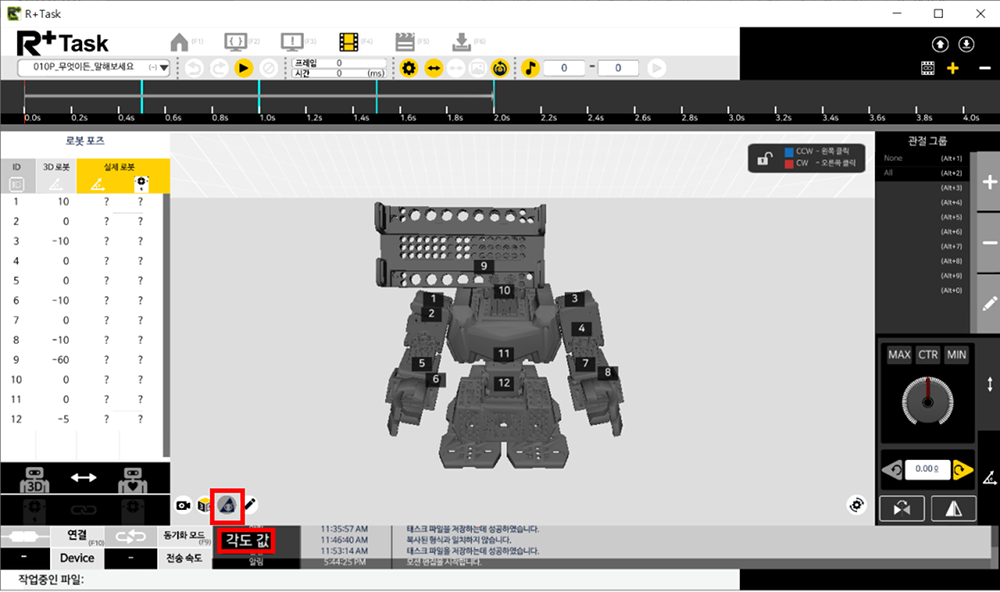 R+Task
R+Task
(F1) (F2) (F3) (F4) (F5) (F6)
010P_무엇이든_말해보세요 (-)
프레임 0
시간 0 (ms)
0 - 0
0.0s 0.2s 0.4s 0.6s 0.8s 1.0s 1.2s 1.4s 1.6s 1.8s 2.0s 2.2s 2.4s 2.6s 2.8s 3.0s 3.2s 3.4s 3.6s 3.8s 4.0s
로봇 포즈
ID 3D 로봇 실제 로봇
1 10 ? ?
2 0 ? ?
3 -10 ? ?
4 0 ? ?
5 0 ? ?
6 -10 ? ?
7 0 ? ?
8 -10 ? ?
9 -60 ? ?
10 0 ? ?
11 0 ? ?
12 -5 ? ?
3D
CCW - 왼쪽 클릭
CW - 오른쪽 클릭
9
10
1
2
3
4
11
5
6
7
8
12
관절 그룹
None (Alt+1)
All (Alt+2)
(Alt+3)
(Alt+4)
(Alt+5)
(Alt+6)
(Alt+7)
(Alt+8)
(Alt+9)
(Alt+0)
MAX CTR MIN
0.00º
연결 (F10)
동기화 모드 (F9)
- Device - 전송 속도
각도 값
알림
11:35:57 AM 태스크 파일을 저장하는데 성공하였습니다.
11:46:40 AM 복사된 형식과 일치하지 않습니다.
11:53:14 AM 태스크 파일을 저장하는데 성공하였습니다.
5:44:25 PM 모션 편집을 시작합니다.
작업중인 파일: